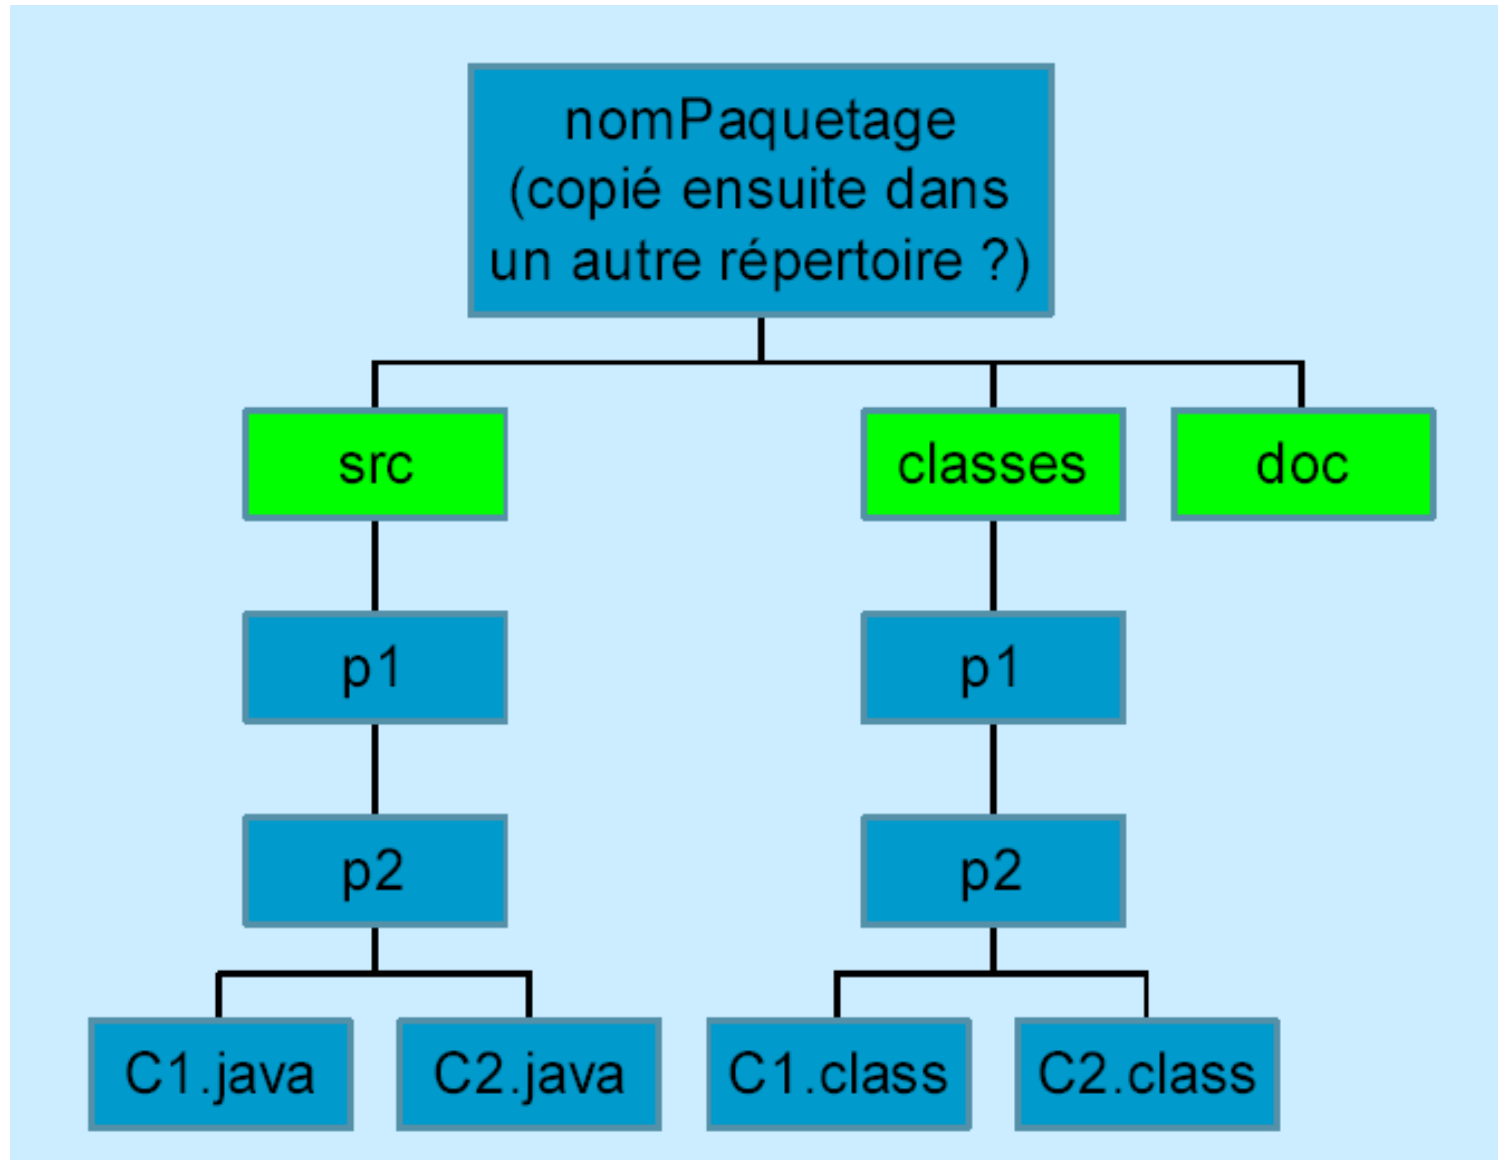 nomPaquetage
(copié ensuite dans
un autre répertoire ?)
src
classes
doc
p1
p1
p2
p2
C1.java
C2.java
C1.class
C2.class